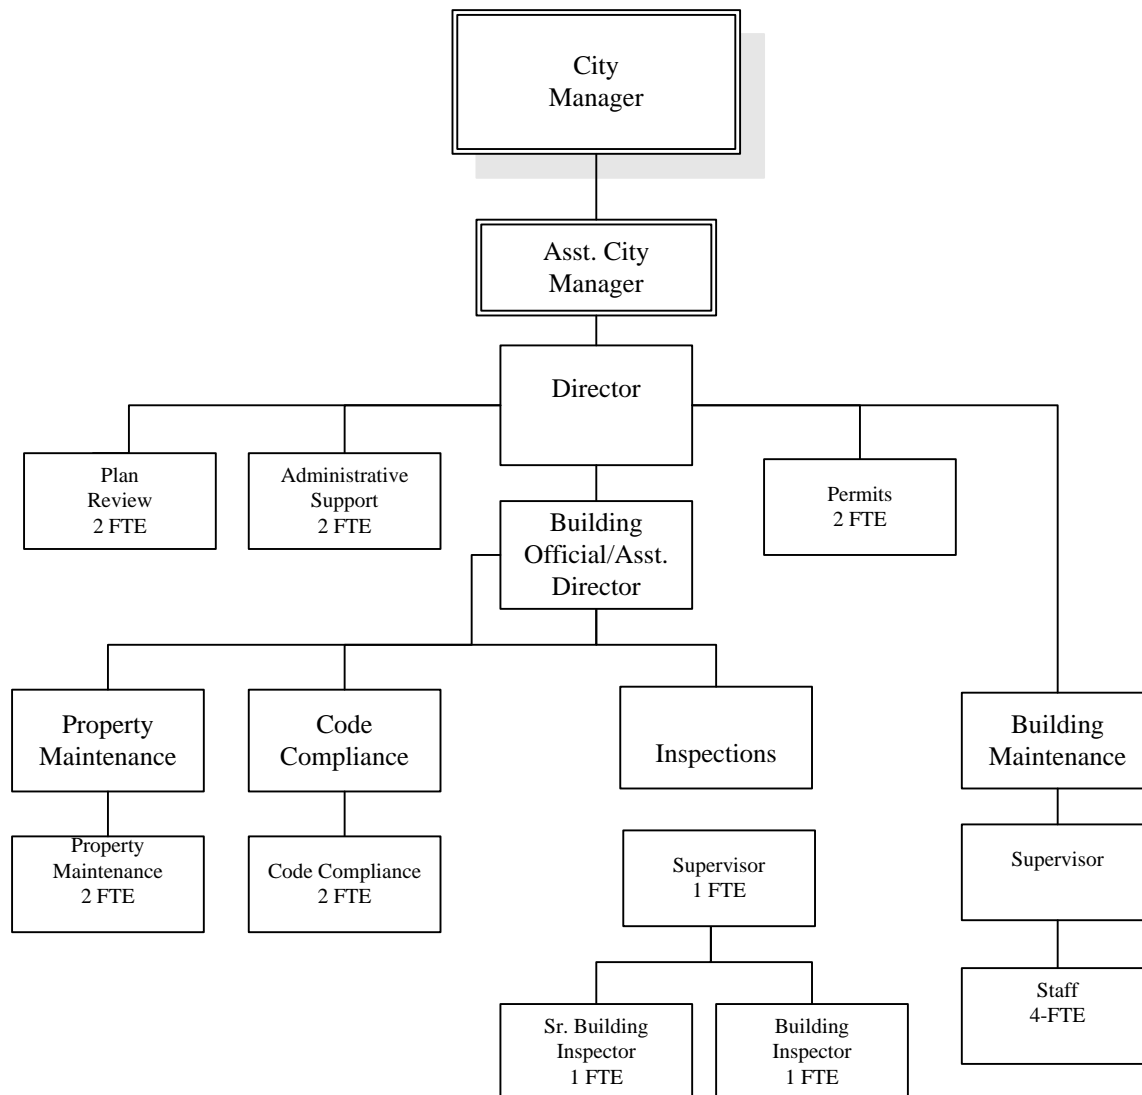 City
Manager
Asst. City
Manager
Director
Plan
Review
2 FTE
Administrative
Support
2 FTE
Permits
2 FTE
Building
Official/Asst.
Director
Property
Maintenance
Code
Compliance
Inspections
Building
Maintenance
Property
Maintenance
2 FTE
Code Compliance
2 FTE
Supervisor
1 FTE
Supervisor
Sr. Building
Inspector
1 FTE
Building
Inspector
1 FTE
Staff
4-FTE